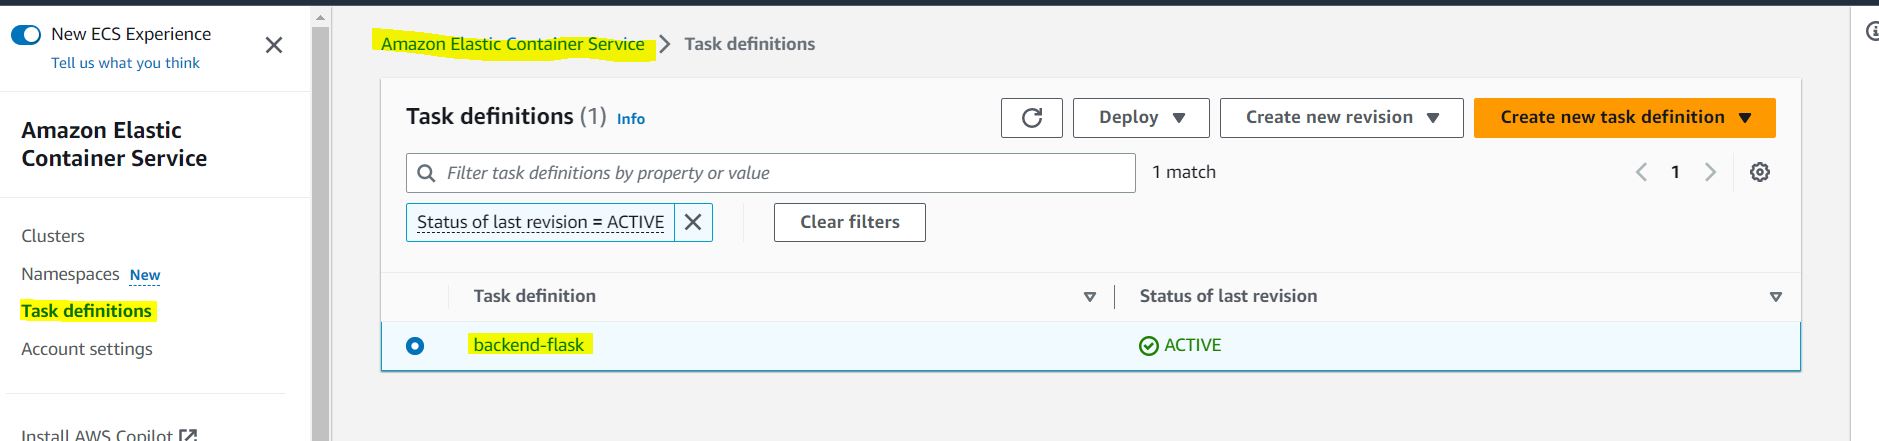 New ECS Experience
Tell us what you think
Amazon Elastic
Container Service
Clusters
Namespaces New
Task definitions
Account settings
Install AWS Copilot
Amazon Elastic Container Service > Task definitions
Task definitions (1) Info
Deploy
Create new revision
Create new task definition
Filter task definitions by property or value
1 match
1
Status of last revision = ACTIVE
Clear filters
Task definition
Status of last revision
backend-flask
ACTIVE